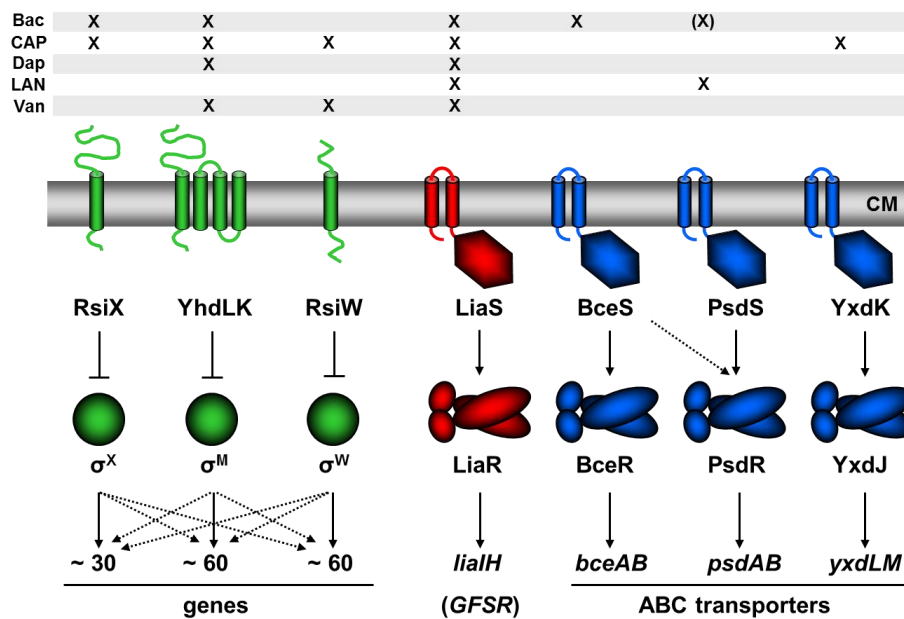 Bac X X X X (X)
CAP X X X X X
Dap X X
LAN X X
Van X X X
CM
RsiX YhdLK RsiW LiaS BceS PsdS YxdK
σX σM σW LiaR BceR PsdR YxdJ
~ 30 ~ 60 ~ 60 liaIH bceAB psdAB yxdLM
genes (GFSR) ABC transporters